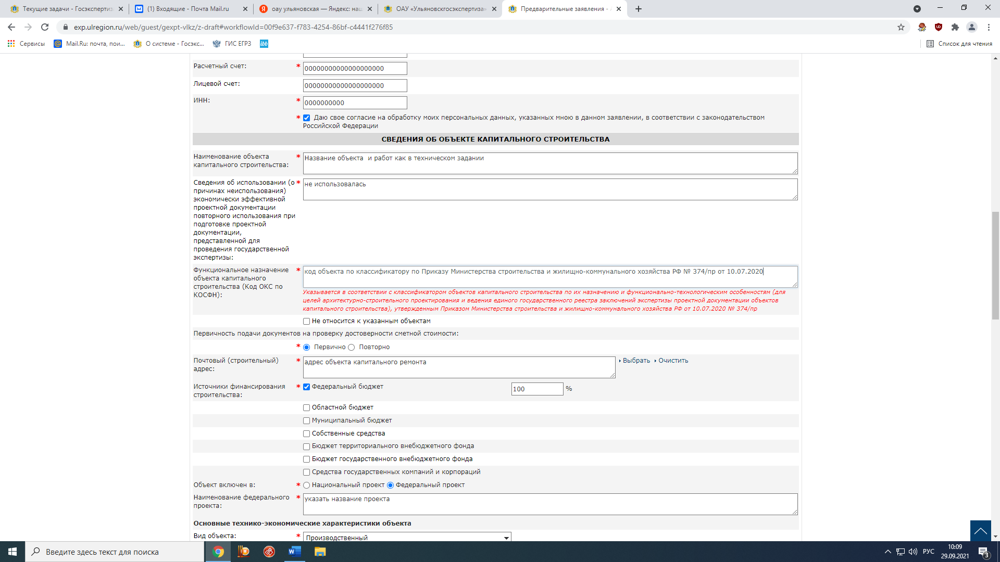 Текущие задачи - Госэкспертиз
(1) Входящие - Почта Mail.ru
оау ульяновская — Яндекс: наш
ОАУ «Ульяновскгосэкспертиза»
Предварительные заявления -
exp.ulregion.ru/web/guest/gexpt-vlkz/z-draft#workflowId=00f9e637-f783-4254-86bf-c4441f276f85
Сервисы
Mail.Ru: почта, пои...
О системе - Госэкс...
ГИС ЕГРЗ
ibb
Список для чтения
Расчетный счет:
* 00000000000000000000
Лицевой счет:
00000000000000000000
ИНН:
* 0000000000
* Даю свое согласие на обработку моих персональных данных, указанных мною в данном заявлении, в соответствии с законодательством
Российской Федерации
СВЕДЕНИЯ ОБ ОБЪЕКТЕ КАПИТАЛЬНОГО СТРОИТЕЛЬСТВА
Наименование объекта
капитального строительства:
* Название объекта  и работ как в техническом задании
Сведения об использовании (о
причинах неиспользования)
экономически эффективной
проектной документации
повторного использования при
подготовке проектной
документации,
представленной для
проведения государственной
экспертизы:
* не использовалась
Функциональное назначение
объекта капитального
строительства (Код ОКС по
КОСФН):
* код объекта по классификатору по Приказу Министерства строительства и жилищно-коммунального хозяйства РФ № 374/пр от 10.07.2020
Указывается в соответствии с классификатором объектов капитального строительства по их назначению и функционально-технологическим особенностям (для
целей архитектурно-строительного проектирования и ведения единого государственного реестра заключений экспертизы проектной документации объектов
капитального строительства), утвержденным Приказом Министерства строительства и жилищно-коммунального хозяйства РФ от 10.07.2020 № 374/пр
Не относится к указанным объектам
Первичность подачи документов на проверку достоверности сметной стоимости:
* Первично Повторно
Почтовый (строительный)
адрес:
* адрес объекта капитального ремонта
Выбрать Очистить
Источники финансирования
строительства:
* Федеральный бюджет 100 %
Областной бюджет
Муниципальный бюджет
Собственные средства
Бюджет территориального внебюджетного фонда
Бюджет государственного внебюджетного фонда
Средства государственных компаний и корпораций
Объект включен в: * Национальный проект Федеральный проект
Наименование федерального
проекта:
* указать название проекта
Основные технико-экономические характеристики объекта
Вид объекта: * Производственный
Введите здесь текст для поиска
РУС
10:09
29.09.2021
3